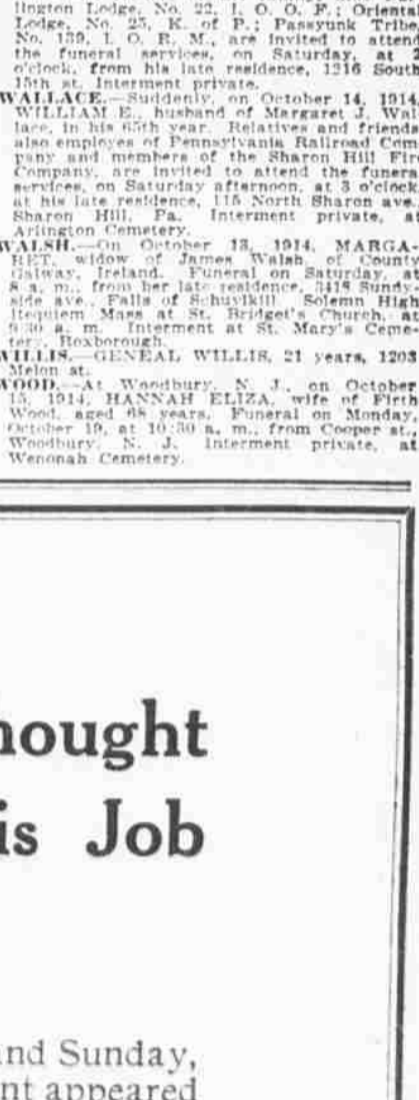 lington Lodge, No. 22, I. O. O. F.; Oriental
Lodge, No. 25, K. of P.; Passyunk Tribe,
No. 139, I. O. R. M., are invited to attend
the funeral services, on Saturday, at 2
o'clock, from his late residence, 1216 South
15th st. Interment private.
WALLACE.—Suddenly, on October 14, 1914,
WILLIAM E., husband of Margaret J. Wal-
lace, in his 65th year. Relatives and friends
also employes of Pennsylvania Railroad Com
pany and members of the Sharon Hill Fire
Company, are invited to attend the funera
services, on Saturday afternoon, at 3 o'clock
at his late residence, 115 North Sharon ave.
Sharon Hill, Pa. Interment private, at
Arlington Cemetery.
WALSH.—On October 13, 1914, MARGA-
RET, widow of James Walsh, of County
Galway, Ireland. Funeral on Saturday, at
8 a. m., from her late residence, 3418 Sunny-
side ave., Falls of Schuylkill. Solemn High
Requiem Mass at St. Bridget's Church, at
9:30 a. m. Interment at St. Mary's Ceme-
tery, Roxborough.
WILLIS.—GENEAL WILLIS, 21 years, 1203
Melon st.
WOOD.—At Woodbury, N. J., on October
15, 1914, HANNAH ELIZA, wife of Firth
Wood, aged 68 years. Funeral on Monday,
October 19, at 10:30 a. m., from Cooper st.,
Woodbury, N. J. Interment private, at
Wenonah Cemetery.
hought
is Job
and Sunday,
nt appeared